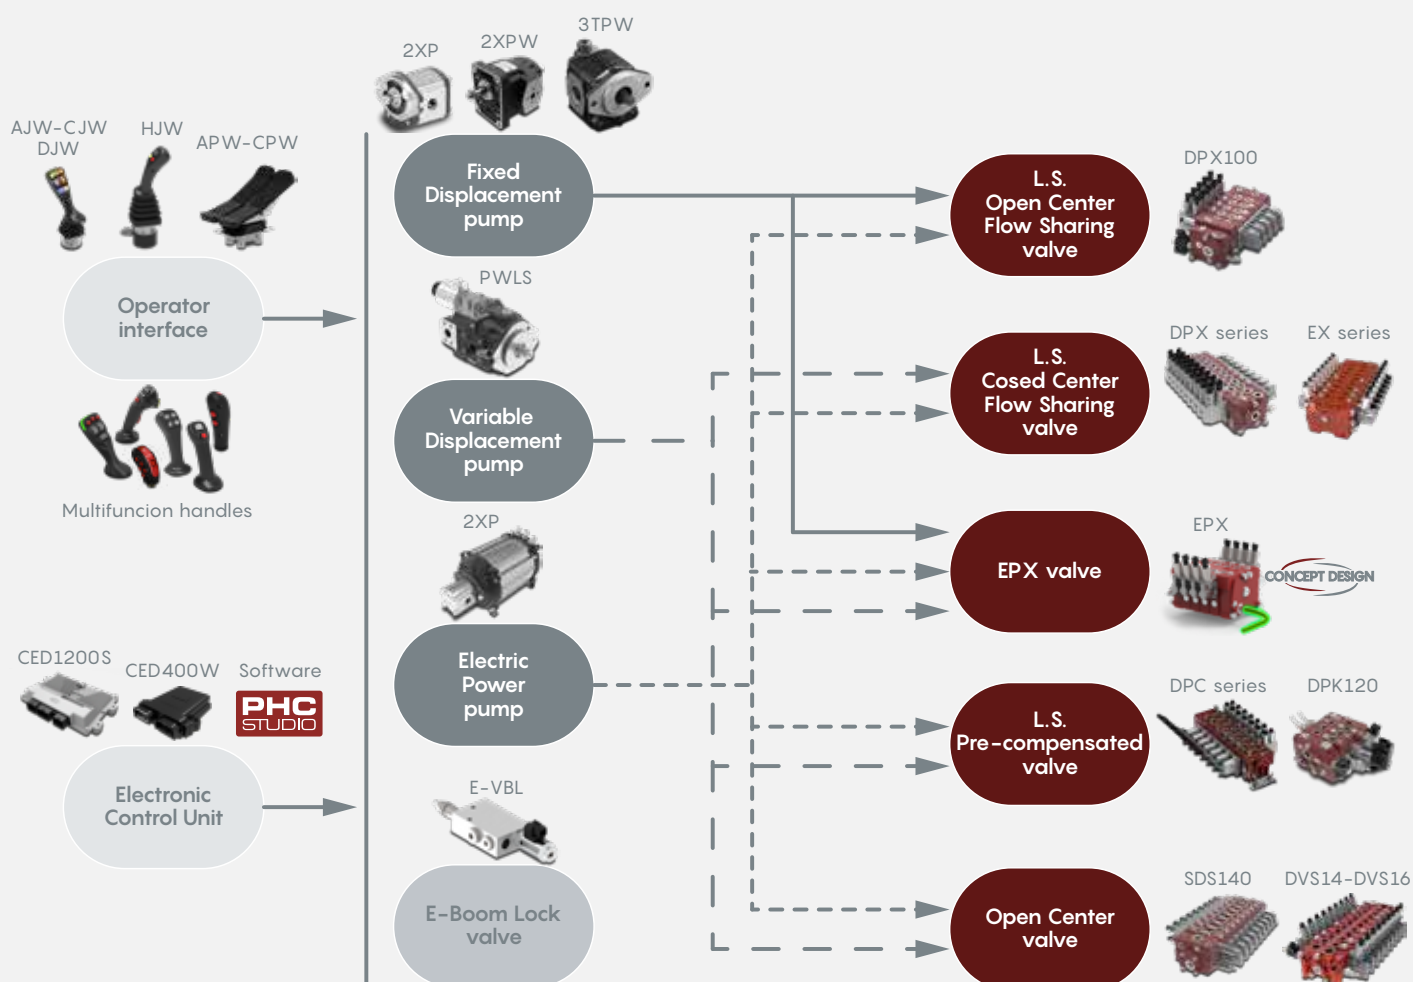 3TPW
2XPW
2XP
AJW-CJW
DJW
HJW
APW-CPW
Operator
interface
Multifuncion handles
CED1200S
CED400W
Software
PHC
STUDIO
Electronic
Control Unit
Fixed
Displacement
pump
PWLS
Variable
Displacement
pump
2XP
Electric
Power
pump
E-VBL
E-Boom Lock
valve
L.S.
Open Center
Flow Sharing
valve
DPX100
L.S.
Cosed Center
Flow Sharing
valve
DPX series
EX series
EPX valve
EPX
CONCEPT DESIGN
L.S.
Pre-compensated
valve
DPC series
DPK120
Open Center
valve
SDS140
DVS14-DVS16